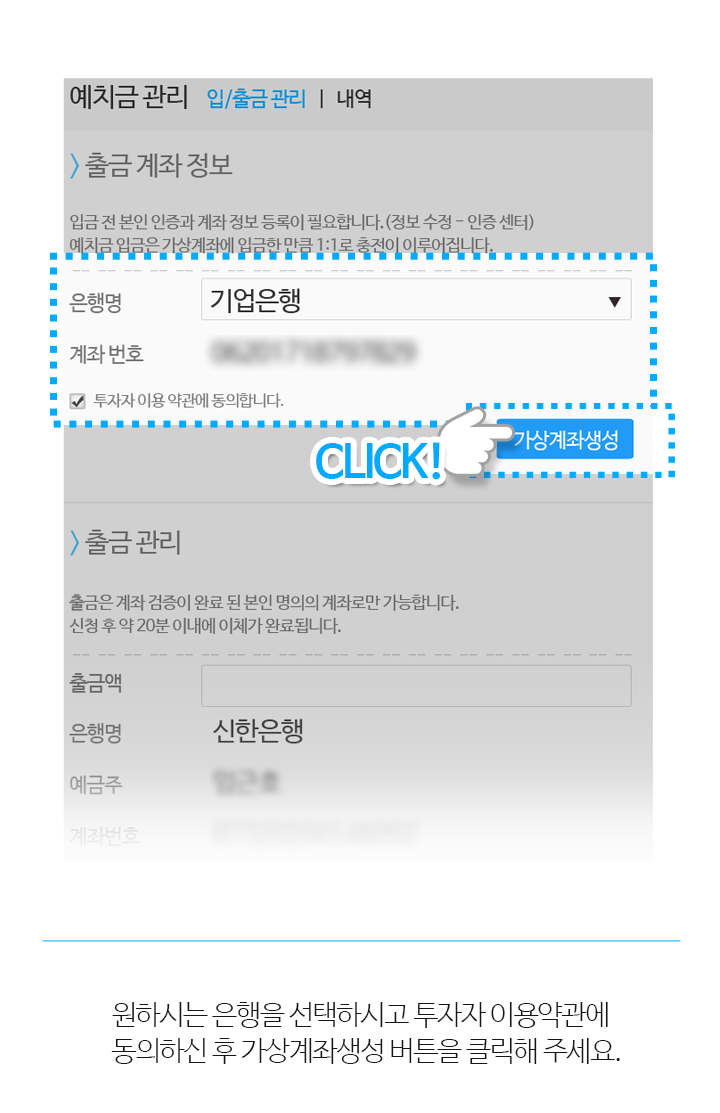 예치금 관리 입/출금 관리 | 내역
〉출금 계좌 정보
입금 전 본인 인증과 계좌 정보 등록이 필요합니다.(정보 수정 - 인증 센터)
예치금 입금은 가상계좌에 입금한 만큼 1:1로 충전이 이루어집니다.
은행명 기업은행 ▼
계좌 번호
투자자 이용 약관에 동의합니다.
CLICK! 가상계좌생성
〉출금 관리
출금은 계좌 검증이 완료 된 본인 명의의 계좌로만 가능합니다.
신청 후 약 20분 이내에 이체가 완료됩니다.
출금액
은행명 신한은행
예금주
계좌번호
원하시는 은행을 선택하시고 투자자 이용약관에
동의하신 후 가상계좌생성 버튼을 클릭해 주세요.